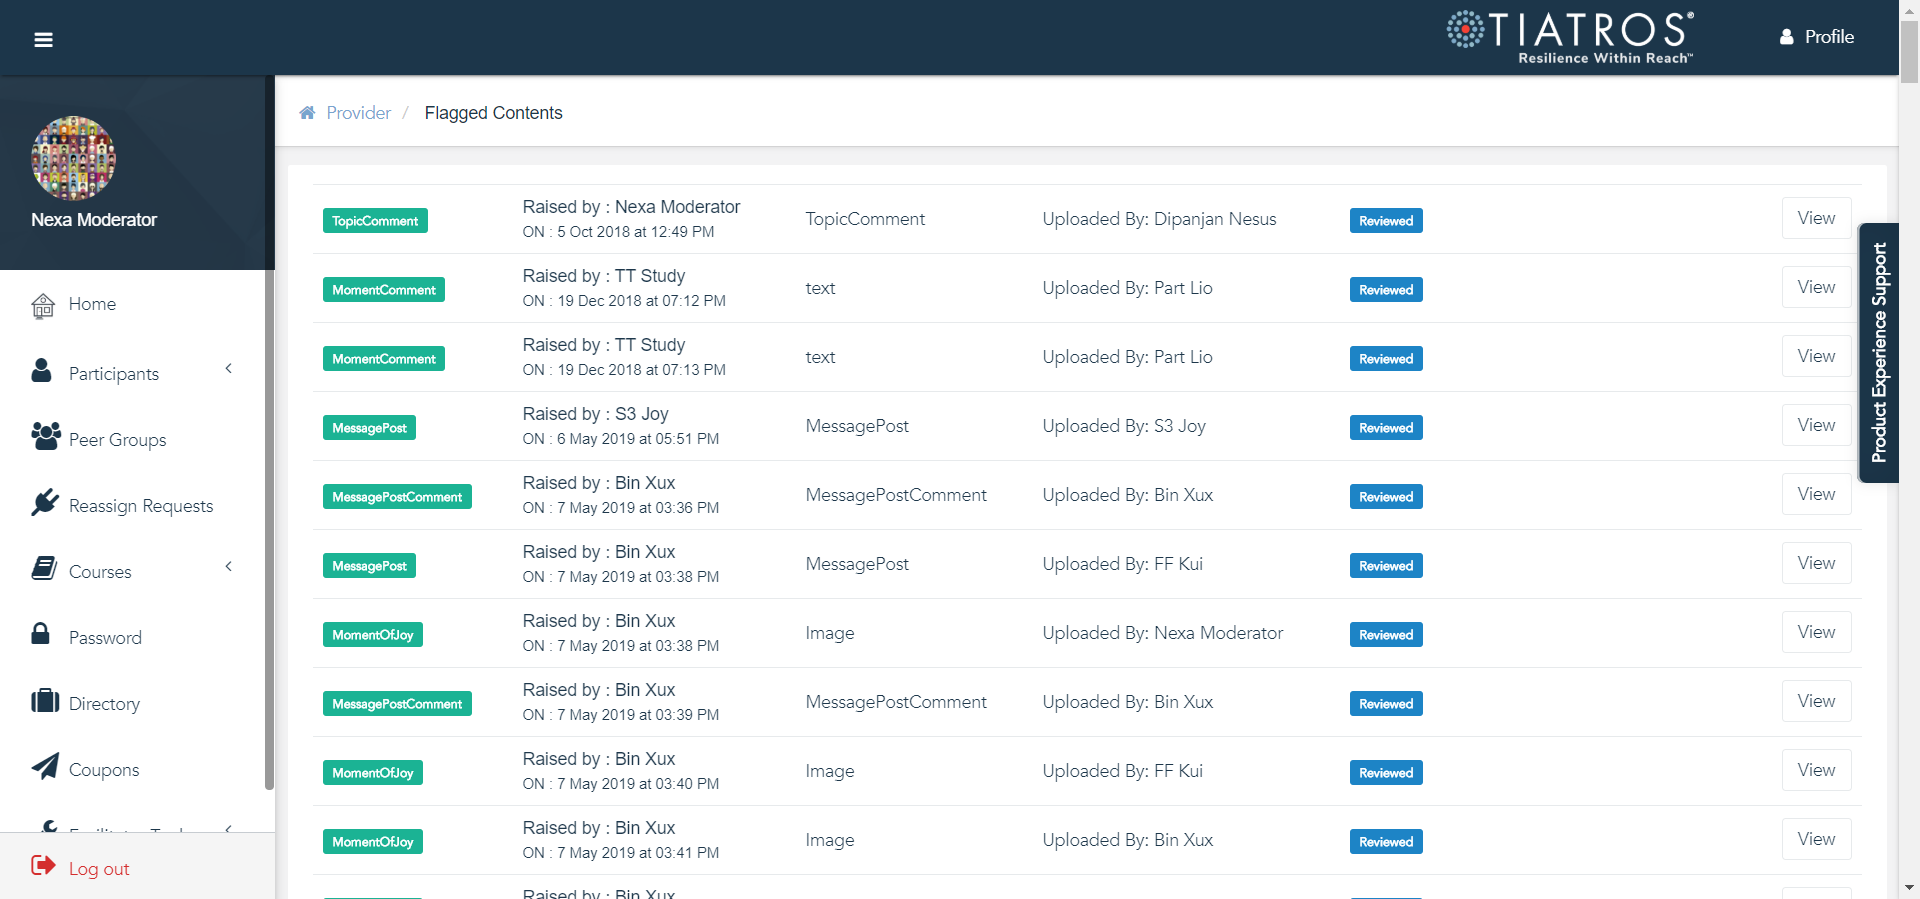 TIATROS®
Resilience Within Reach™
Profile
Nexa Moderator
Home
Participants
Peer Groups
Reassign Requests
Courses
Password
Directory
Coupons
Log out
Provider / Flagged Contents
TopicComment Raised by : Nexa Moderator TopicComment Uploaded By: Dipanjan Nesus Reviewed View
ON : 5 Oct 2018 at 12:49 PM
MomentComment Raised by : TT Study text Uploaded By: Part Lio Reviewed View
ON : 19 Dec 2018 at 07:12 PM
MomentComment Raised by : TT Study text Uploaded By: Part Lio Reviewed View
ON : 19 Dec 2018 at 07:13 PM
MessagePost Raised by : S3 Joy MessagePost Uploaded By: S3 Joy Reviewed View
ON : 6 May 2019 at 05:51 PM
MessagePostComment Raised by : Bin Xux MessagePostComment Uploaded By: Bin Xux Reviewed View
ON : 7 May 2019 at 03:36 PM
MessagePost Raised by : Bin Xux MessagePost Uploaded By: FF Kui Reviewed View
ON : 7 May 2019 at 03:38 PM
MomentOfJoy Raised by : Bin Xux Image Uploaded By: Nexa Moderator Reviewed View
ON : 7 May 2019 at 03:38 PM
MessagePostComment Raised by : Bin Xux MessagePostComment Uploaded By: Bin Xux Reviewed View
ON : 7 May 2019 at 03:39 PM
MomentOfJoy Raised by : Bin Xux Image Uploaded By: FF Kui Reviewed View
ON : 7 May 2019 at 03:40 PM
MomentOfJoy Raised by : Bin Xux Image Uploaded By: Bin Xux Reviewed View
ON : 7 May 2019 at 03:41 PM
Raised by : Bin Xux
Product Experience Support